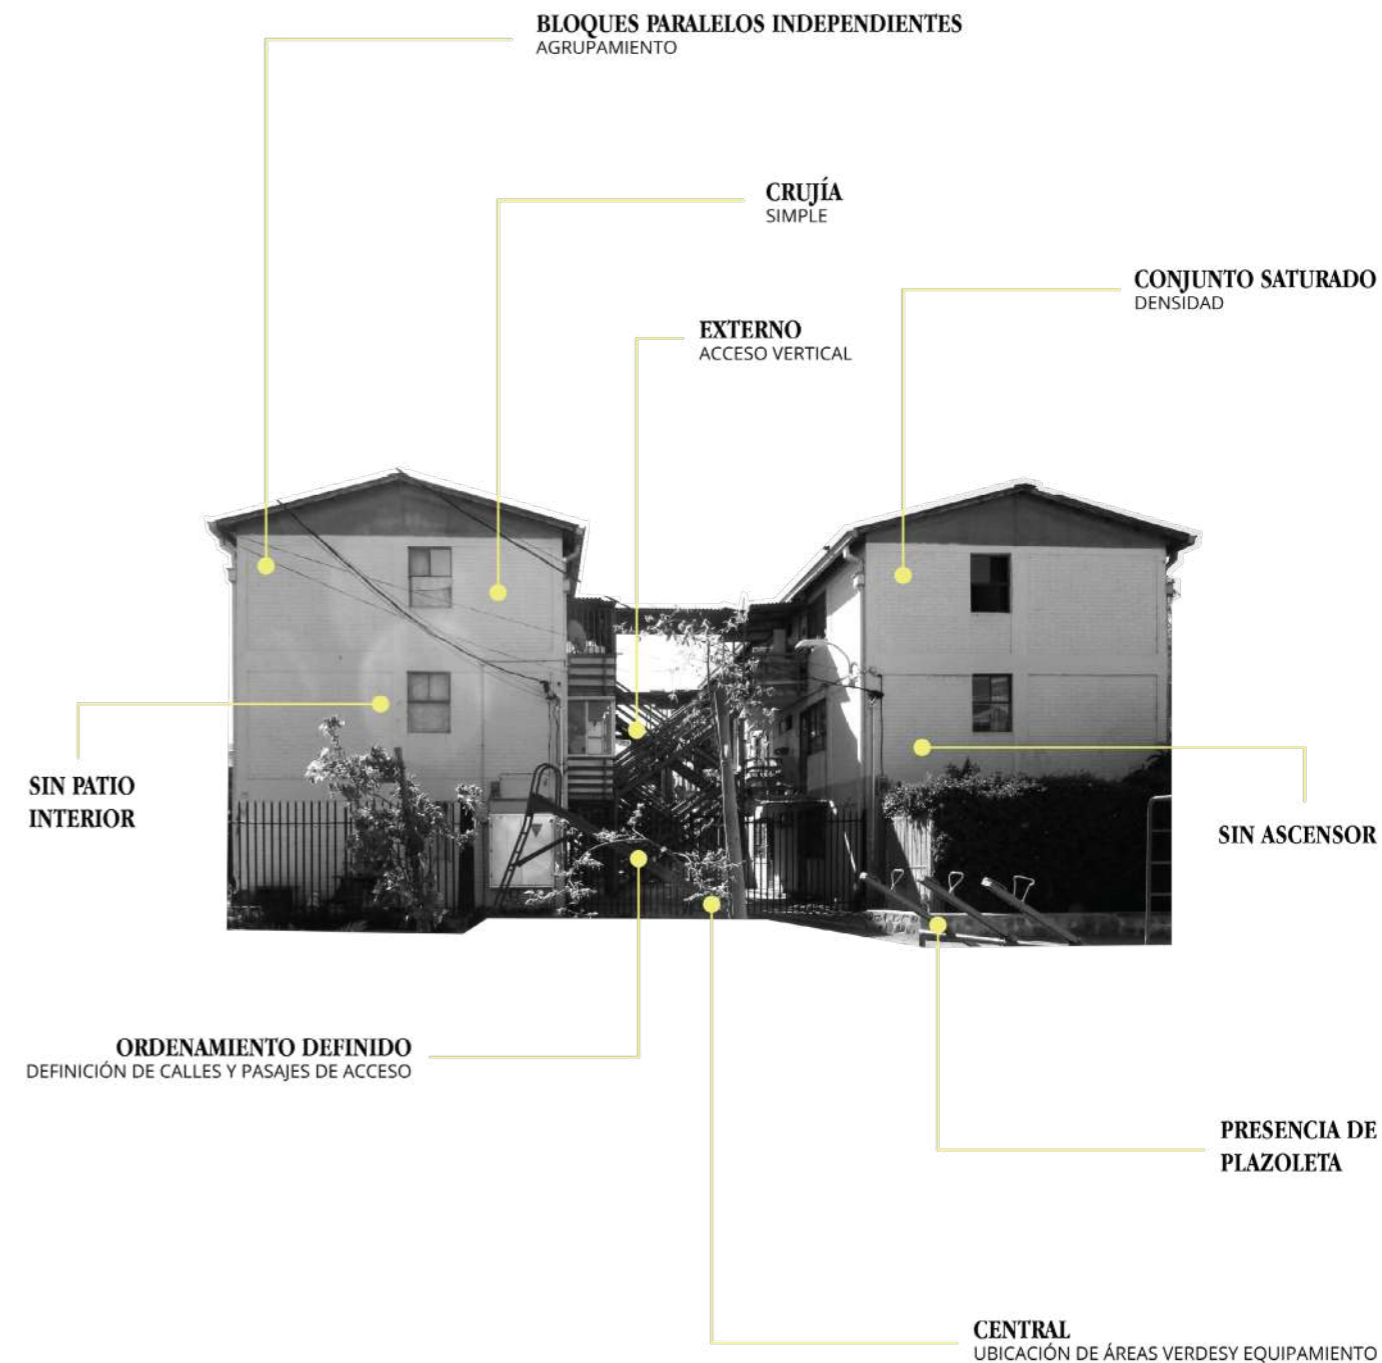 BLOQUES PARALELOS INDEPENDIENTES
AGRUPAMIENTO
CRUJÍA
SIMPLE
CONJUNTO SATURADO
DENSIDAD
EXTERNO
ACCESO VERTICAL
SIN PATIO
INTERIOR
SIN ASCENSOR
ORDENAMIENTO DEFINIDO
DEFINICIÓN DE CALLES Y PASAJES DE ACCESO
PRESENCIA DE
PLAZOLETA
CENTRAL
UBICACIÓN DE ÁREAS VERDESY EQUIPAMIENTO